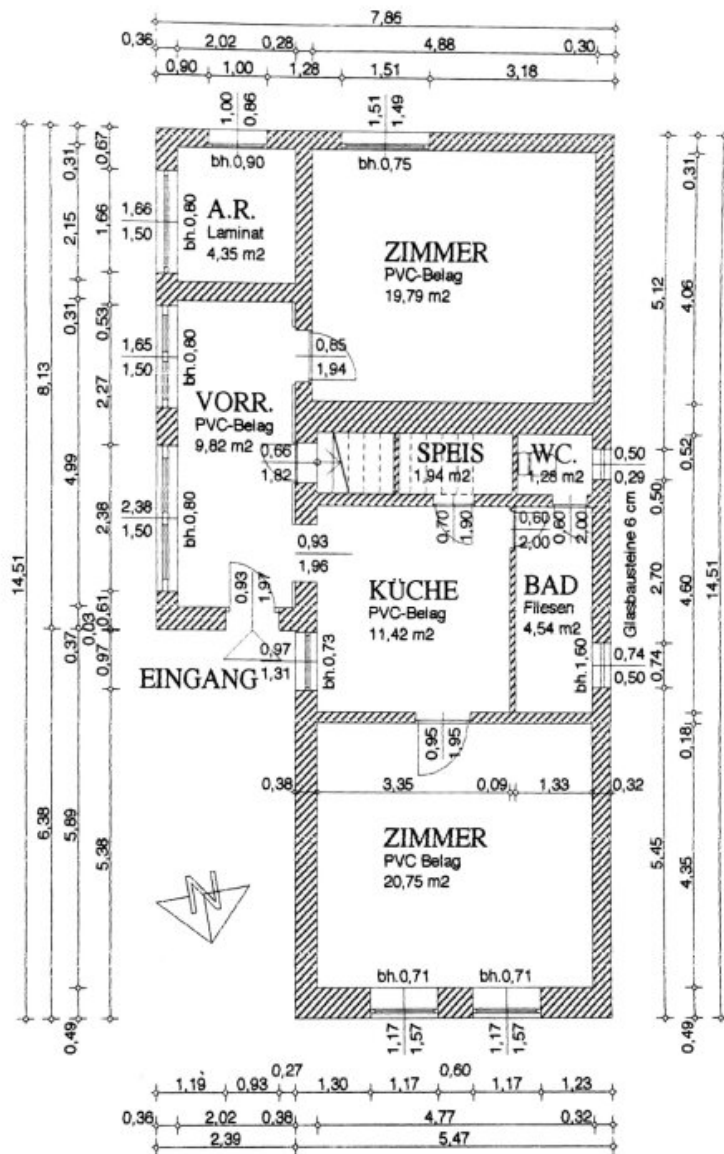 7,86
0,36 2,02 0,28 4,88 0,30
0,90 1,00 1,28 1,51 3,18
1,00 0,86
1,51 1,49
bh.0,90
bh.0,75
0,31 0,67
2,15 1,66
1,66 1,50
bh.0,80
A.R.
Laminat
4,35 m2
ZIMMER
PVC-Belag
19,79 m2
5,12 4,06 0,31
0,31 0,53
8,13
1,65 1,50
bh.0,80
2,27
0,85 1,94
VORR.
PVC-Belag
9,82 m2
0,66 1,82
SPEIS
1,94 m2
WC.
1,28 m2
0,50 0,29
0,50 0,52
4,99 2,38
2,38 1,50
bh.0,80
0,70 1,90
0,60 2,00
0,60 2,00
Glasbausteine 6 cm
14,51
14,51
0,93 1,96
0,93 1,97
KÜCHE
PVC-Belag
11,42 m2
BAD
Fliesen
4,54 m2
2,70 4,60
0,61
0,03
0,37 0,97
EINGANG
0,97 1,31
bh.0,73
bh.1,60
0,74 0,50
0,74
0,95 1,95
0,18
0,38 3,35 0,09 1,33 0,32
6,38 5,89 5,38
ZIMMER
PVC Belag
20,75 m2
5,45 4,35
N
bh.0,71 bh.0,71
1,17 1,57
1,17 1,57
0,49
0,49
0,27 0,60
1,19 0,93 1,30 1,17 1,17 1,23
0,36 2,02 0,38 4,77 0,32
2,39 5,47